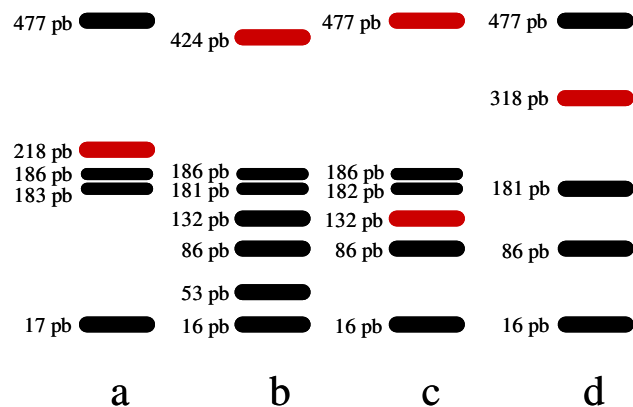 477 pb
218 pb
186 pb
183 pb
17 pb
a
424 pb
186 pb
181 pb
132 pb
86 pb
53 pb
16 pb
b
477 pb
186 pb
182 pb
132 pb
86 pb
16 pb
c
477 pb
318 pb
181 pb
86 pb
16 pb
d